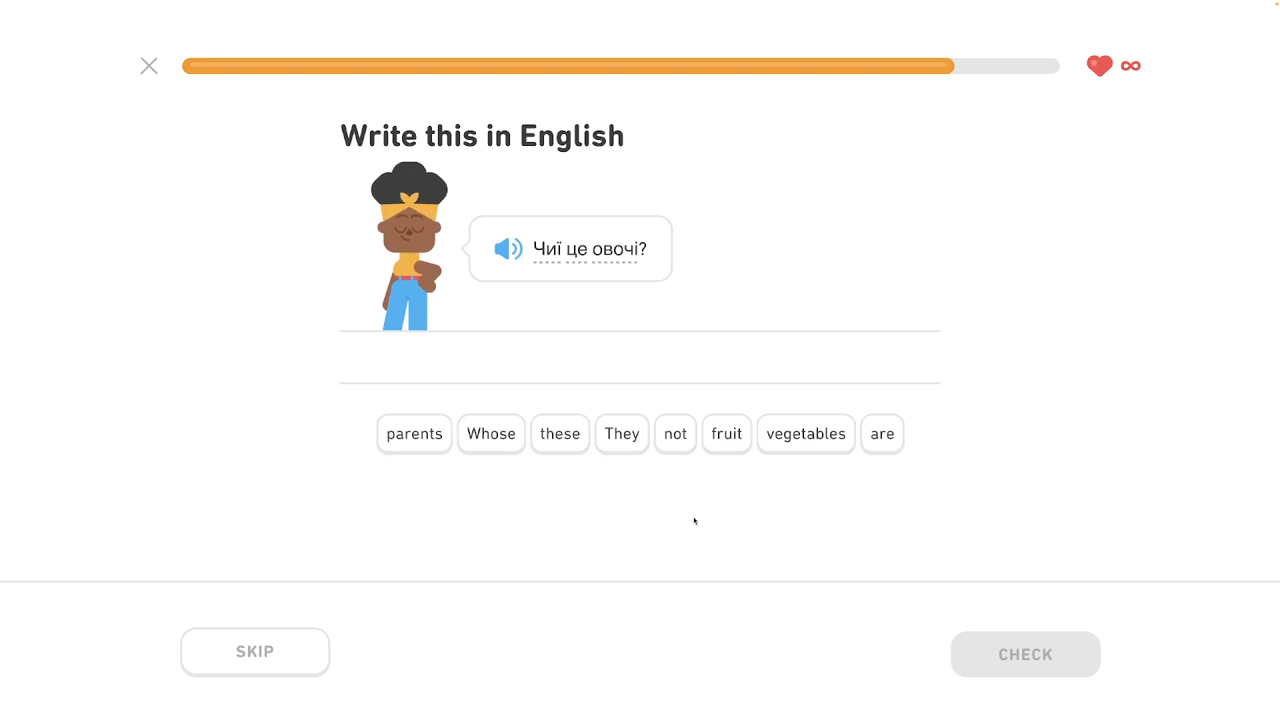 Write this in English
Чиї це овочі?
parents Whose these They not fruit vegetables are
SKIP CHECK